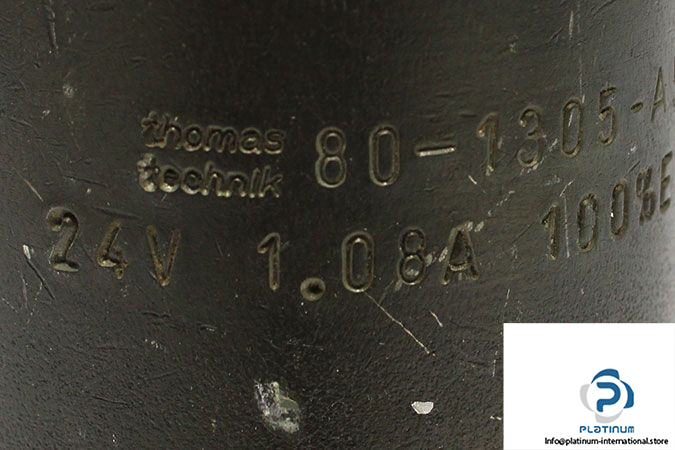 thomas technik 80-1305-A
24V 1.08A 100%E
PLATINUM
Info@platinum-international.store